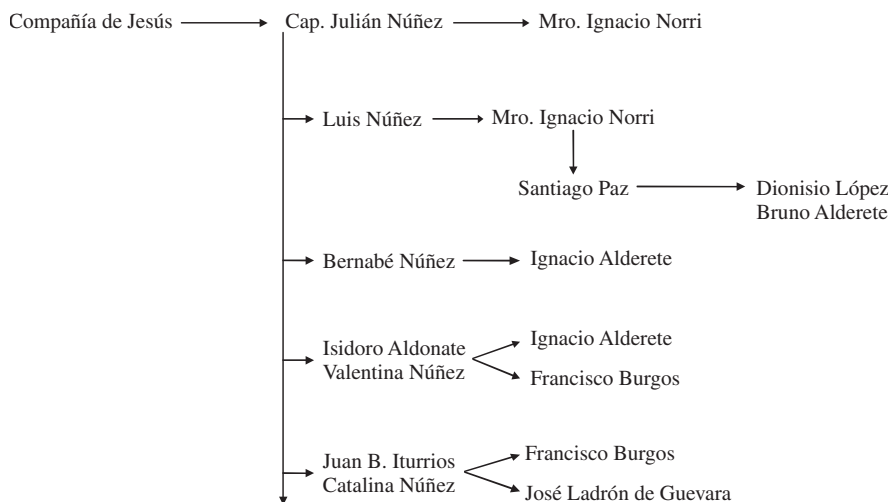 Compañía de Jesús Cap. Julián Núñez Mro. Ignacio Norri
Luis Núñez Mro. Ignacio Norri
Santiago Paz Dionisio López
Bruno Alderete
Bernabé Núñez Ignacio Alderete
Isidoro Aldonate
Valentina Núñez
Ignacio Alderete
Francisco Burgos
Juan B. Iturrios
Catalina Núñez
Francisco Burgos
José Ladrón de Guevara